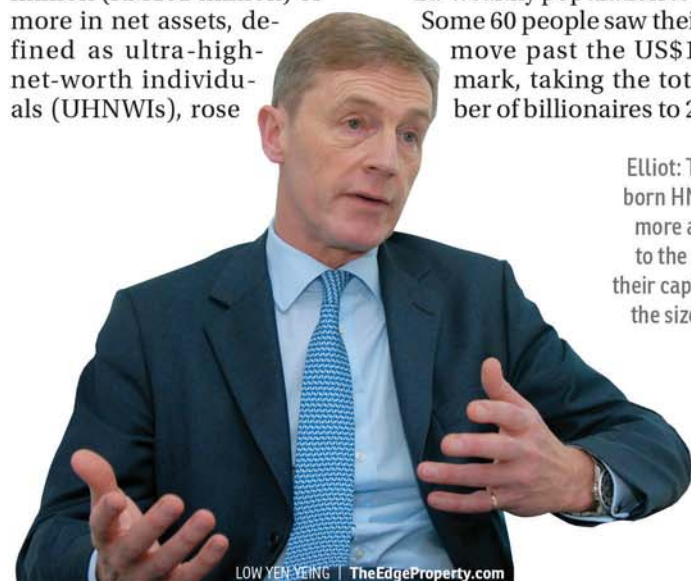 more in net assets, de-
fined as ultra-high-
net-worth individu-
als (UHNWIs), rose
Some 60 people saw their
move past the US$1
mark, taking the tot
ber of billionaires to 2
Elliot: T
born HN
more a
to the
their cap
the size
LOW YEN YEING | TheEdgeProperty.com